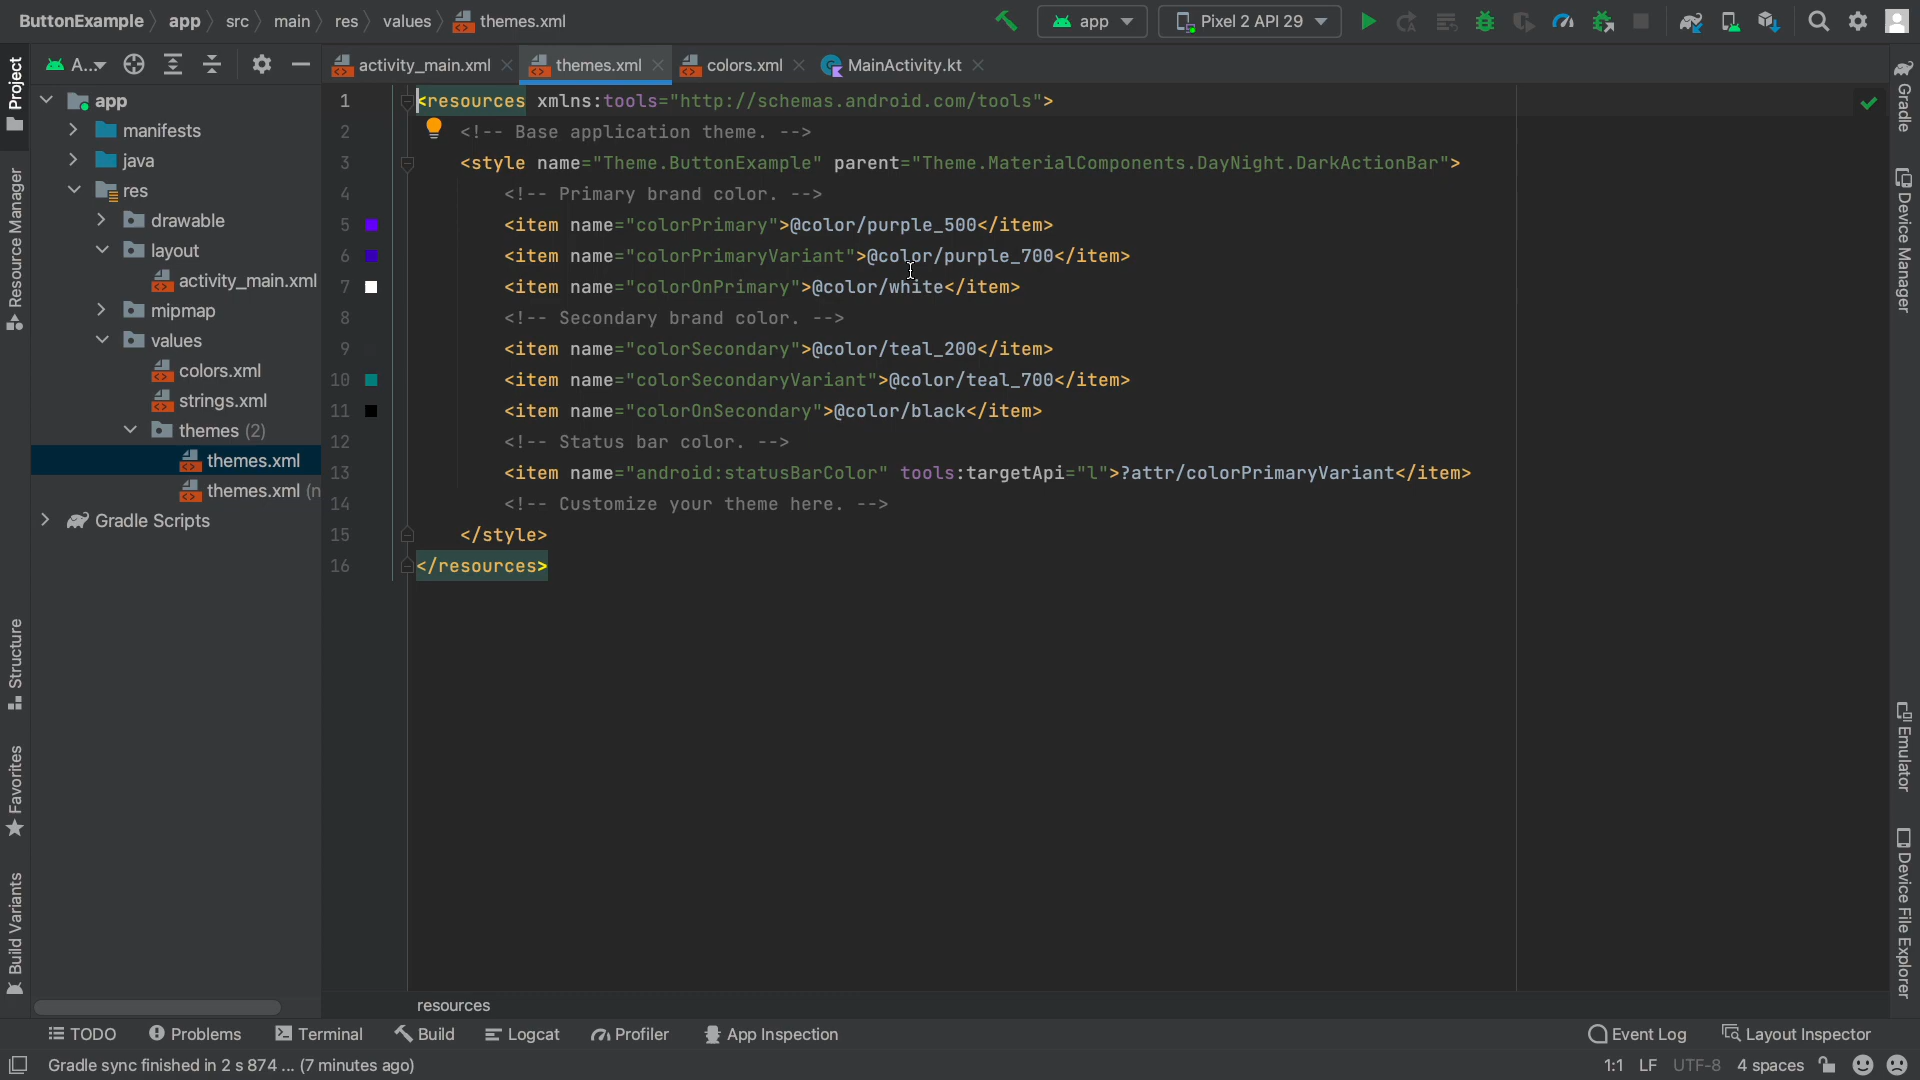 ButtonExample app src main res values themes.xml app Pixel 2 API 29
A... activity_main.xml themes.xml colors.xml MainActivity.kt
Project
Resource Manager
Structure
Favorites
Build Variants
app
manifests
java
res
drawable
layout
activity_main.xml
mipmap
values
colors.xml
strings.xml
themes (2)
themes.xml
themes.xml (n
Gradle Scripts
1 <resources xmlns:tools="http://schemas.android.com/tools">
2 <!-- Base application theme. -->
3 <style name="Theme.ButtonExample" parent="Theme.MaterialComponents.DayNight.DarkActionBar">
4 <!-- Primary brand color. -->
5 <item name="colorPrimary">@color/purple_500</item>
6 <item name="colorPrimaryVariant">@color/purple_700</item>
7 <item name="colorOnPrimary">@color/white</item>
8 <!-- Secondary brand color. -->
9 <item name="colorSecondary">@color/teal_200</item>
10 <item name="colorSecondaryVariant">@color/teal_700</item>
11 <item name="colorOnSecondary">@color/black</item>
12 <!-- Status bar color. -->
13 <item name="android:statusBarColor" tools:targetApi="l">?attr/colorPrimaryVariant</item>
14 <!-- Customize your theme here. -->
15 </style>
16 </resources>
Gradle
Device Manager
Emulator
Device File Explorer
resources
TODO Problems Terminal Build Logcat Profiler App Inspection Event Log Layout Inspector
Gradle sync finished in 2 s 874 ... (7 minutes ago) 1:1 LF UTF-8 4 spaces